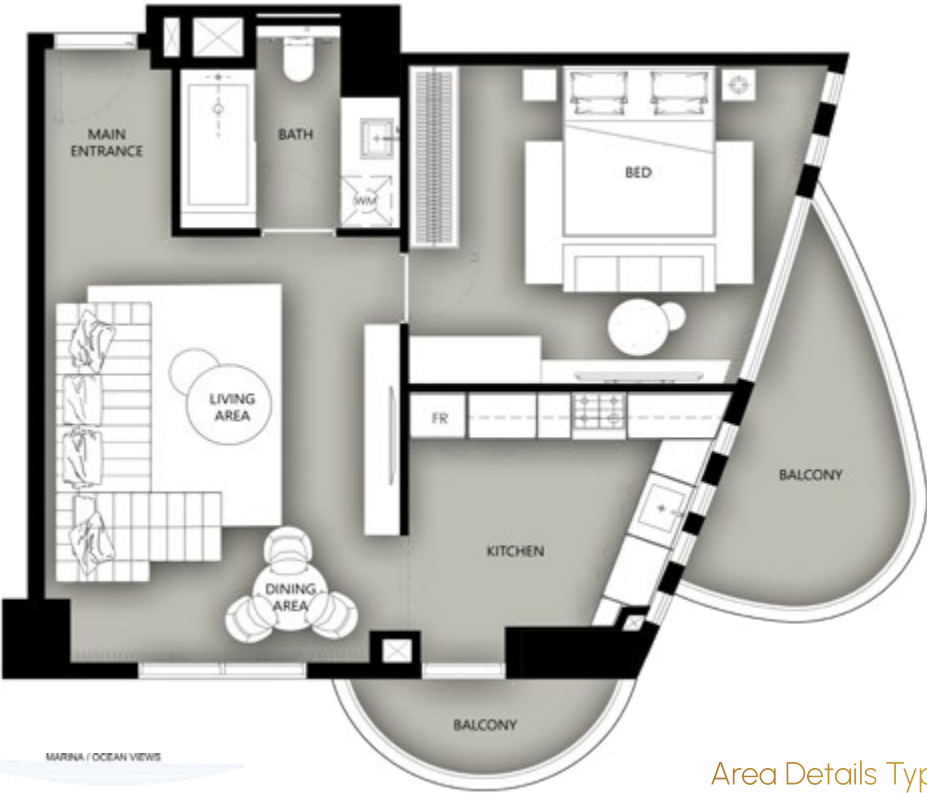 MAIN
ENTRANCE
BATH
WM
BED
LIVING
AREA
FR
BALCONY
KITCHEN
DINING
AREA
BALCONY
MARINA / OCEAN VIEWS
Area Details Typ